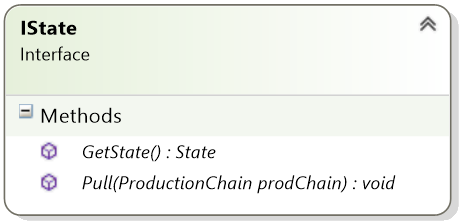 IState
Interface
Methods
GetState() : State
Pull(ProductionChain prodChain) : void